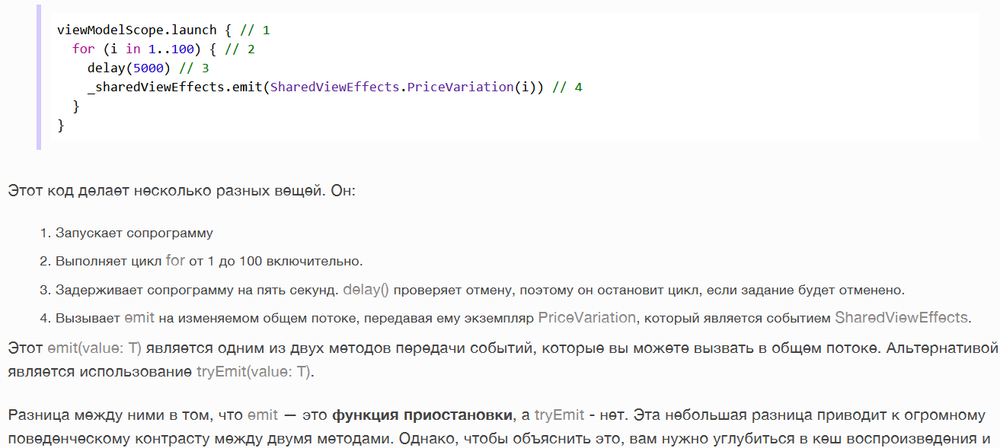 viewModelScope.launch { // 1
for (i in 1..100) { // 2
delay(5000) // 3
_sharedViewEffects.emit(SharedViewEffects.PriceVariation(i)) // 4
}
}
Этот код делает несколько разных вещей. Он:
1. Запускает сопрограмму
2. Выполняет цикл for от 1 до 100 включительно.
3. Задерживает сопрограмму на пять секунд. delay() проверяет отмену, поэтому он остановит цикл, если задание будет отменено.
4. Вызывает emit на изменяемом общем потоке, передавая ему экземпляр PriceVariation, который является событием SharedViewEffects.
Этот emit(value: T) является одним из двух методов передачи событий, которые вы можете вызвать в общем потоке. Альтернативой
является использование tryEmit(value: T).
Разница между ними в том, что emit — это функция приостановки, а tryEmit - нет. Эта небольшая разница приводит к огромному
поведенческому контрасту между двумя методами. Однако, чтобы объяснить это, вам нужно углубиться в кеш воспроизведения и